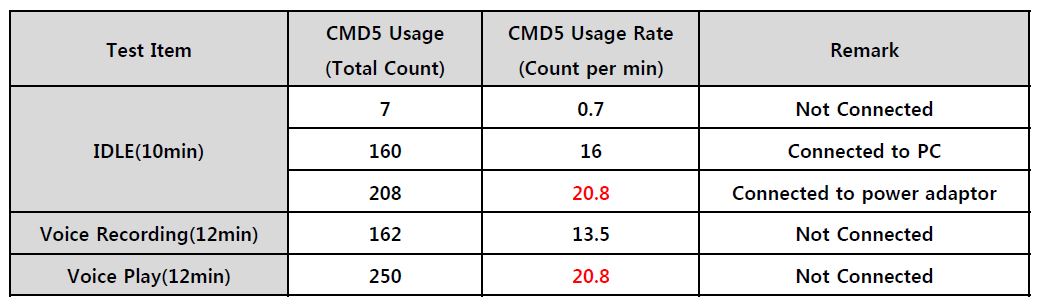 Test Item
CMD5 Usage
(Total Count)
CMD5 Usage Rate
(Count per min)
Remark
IDLE(10min)
7
0.7
Not Connected
160
16
Connected to PC
208
20.8
Connected to power adaptor
Voice Recording(12min)
162
13.5
Not Connected
Voice Play(12min)
250
20.8
Not Connected